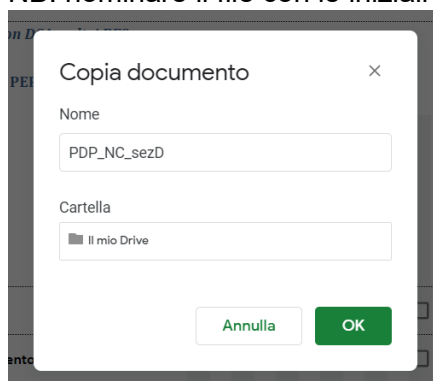 Copia documento
Nome
PDP_NC_sezD
Cartella
Il mio Drive
Annulla
OK